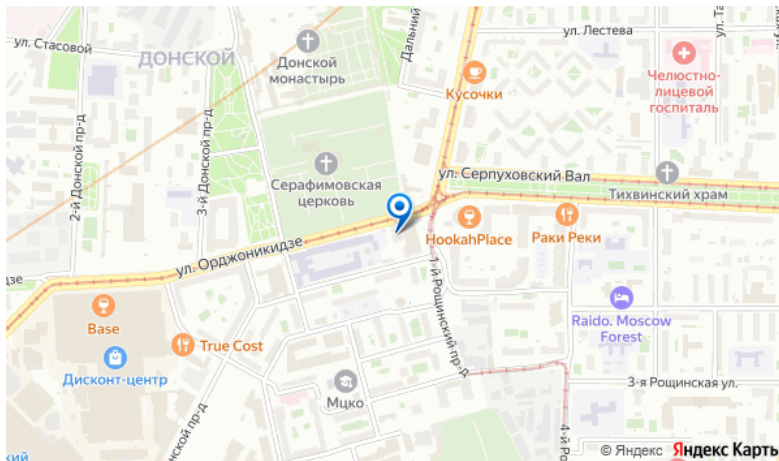 ул. Стасовой
ДОНСКОЙ
Донской
монастырь
Дальний
ул. Лестева
Челюстно-
лицевой
госпиталь
Кусочки
2-й Донской пр-д
3-й Донской пр-д
Серафимовская
церковь
ул. Серпуховский Вал
Тихвинский храм
HookahPlace
Раки Реки
ул. Орджоникидзе
1-й Рощинский пр-д
Base
True Cost
Дисконт-центр
Raido. Moscow
Forest
Мцко
3-я Рощинская ул.
© Яндекс Яндекс Карты